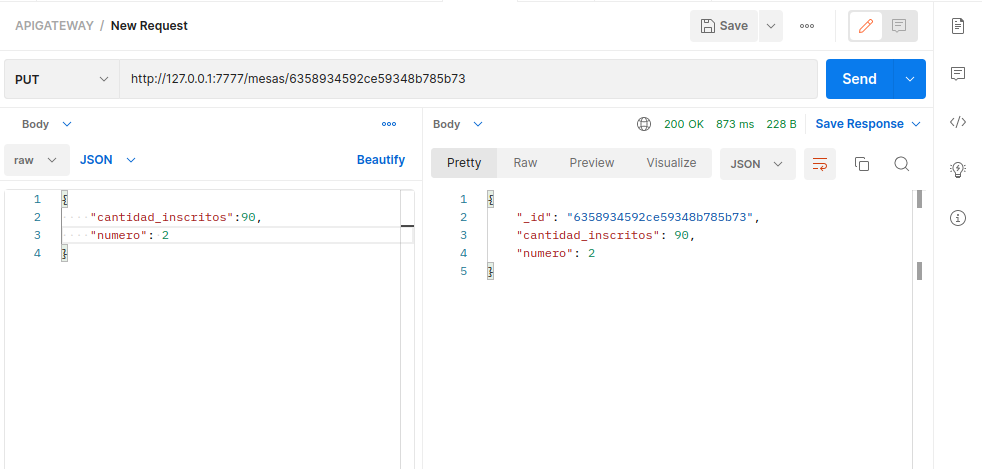 APIGATEWAY / New Request
Save
PUT
http://127.0.0.1:7777/mesas/6358934592ce59348b785b73
Send
Body
raw
JSON
Beautify
1 {
2 "cantidad_inscritos":90,
3 "numero": 2
4 }
Body
200 OK 873 ms 228 B
Save Response
Pretty Raw Preview Visualize
JSON
1 {
2 "_id": "6358934592ce59348b785b73",
3 "cantidad_inscritos": 90,
4 "numero": 2
5 }